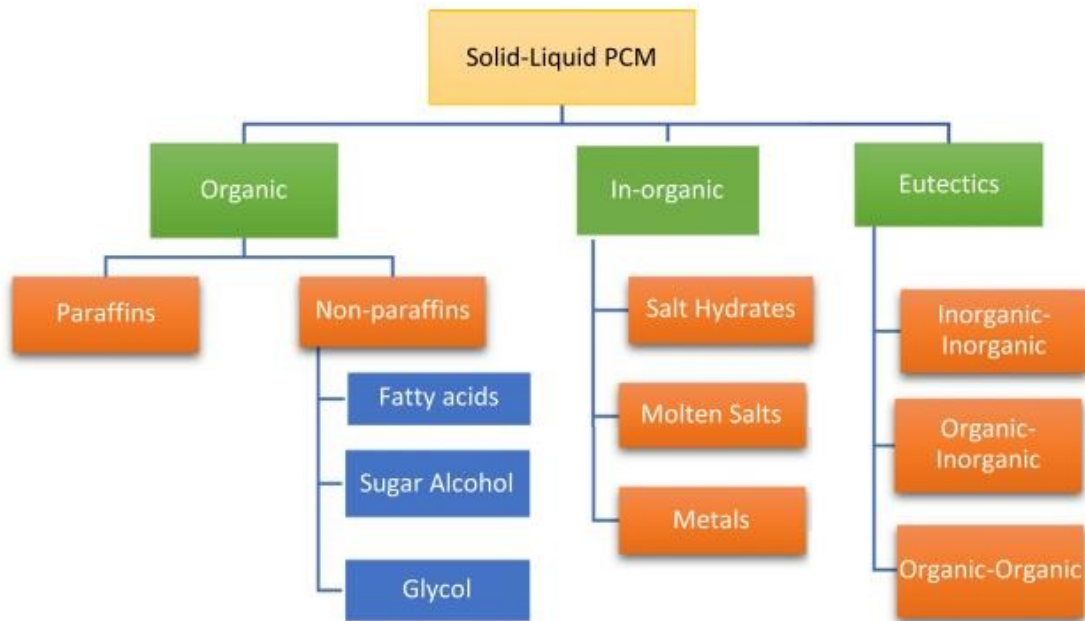 Solid-Liquid PCM
Organic
In-organic
Eutectics
Paraffins
Non-paraffins
Fatty acids
Sugar Alcohol
Glycol
Salt Hydrates
Molten Salts
Metals
Inorganic-
Inorganic
Organic-
Inorganic
Organic-Organic